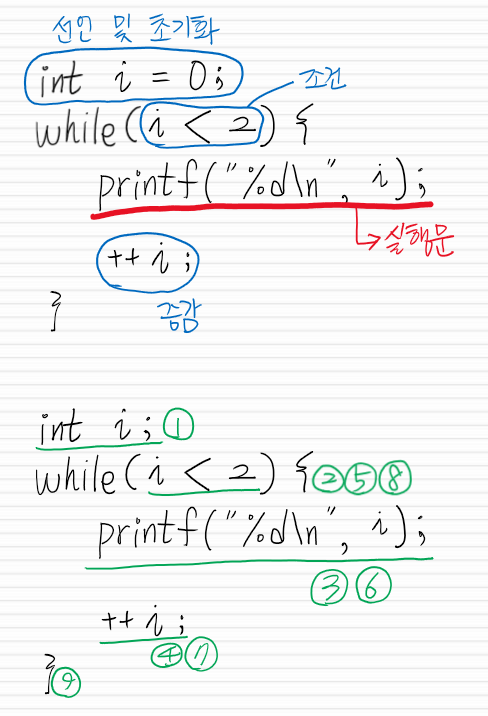 선언 및 초기화
int i = 0;
조건
while(i < 2) {
printf("%d\n", i);
실행문
++i;
}
증감
int i; ①
while(i < 2) { ②⑤⑧
printf("%d\n", i);
③⑥
++i;
④⑦
} ⑨